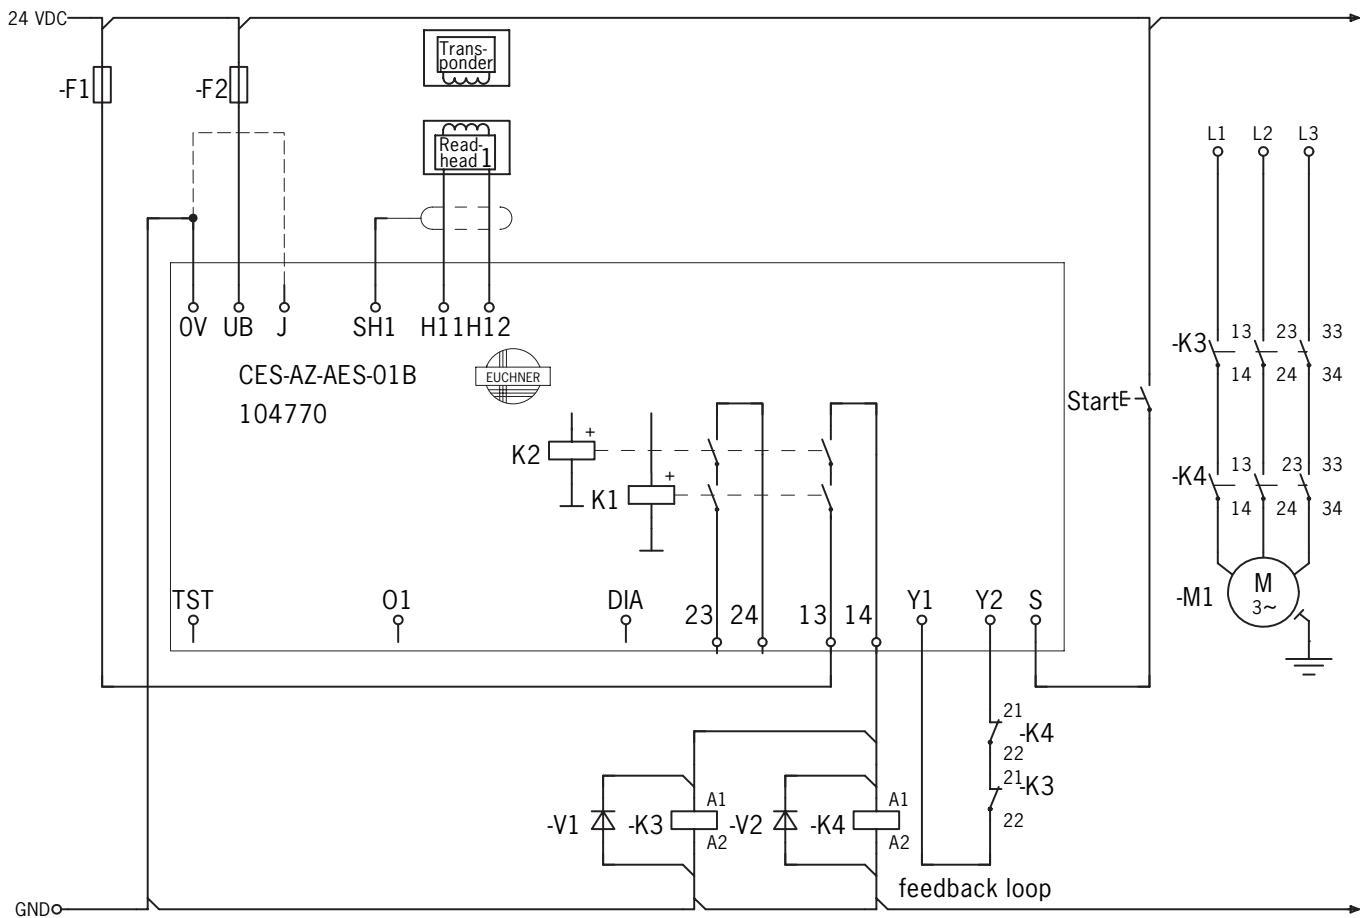 24 VDC
-F1
-F2
Trans-
ponder
Read-
head 1
L1 L2 L3
0V UB J SH1 H11 H12
CES-AZ-AES-01B
104770
EUCHNER
-K3 13 23 33
14 24 34
Start
K2 +
K1 +
-K4 13 23 33
14 24 34
-M1 M
3~
TST O1 DIA 23 24 13 14 Y1 Y2 S
21
-K4
22
21
-K3
22
-V1 -K3 A1
A2
-V2 -K4 A1
A2
feedback loop
GND